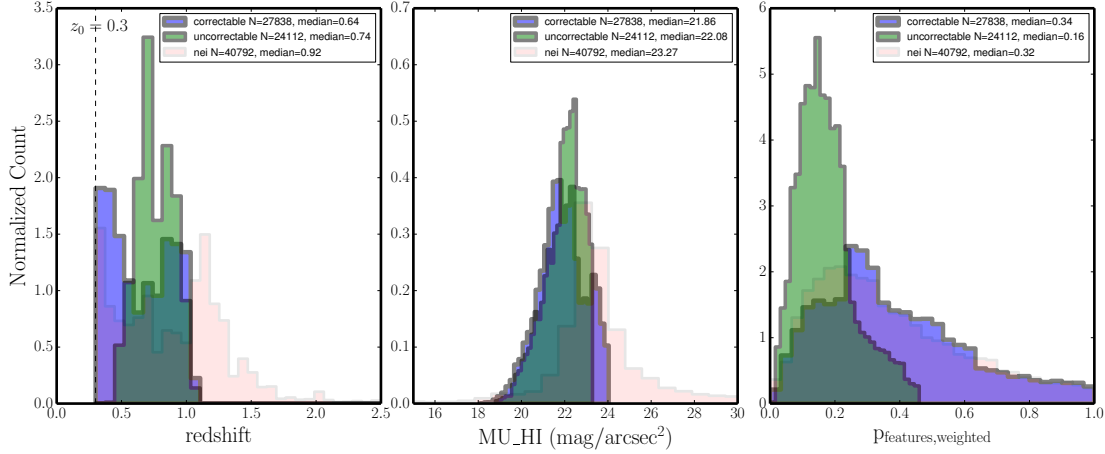 z₀ = 0.3
correctable N=27838, median=0.64
uncorrectable N=24112, median=0.74
nei N=40792, median=0.92
Normalized Count
3.5
3.0
2.5
2.0
1.5
1.0
0.5
0.0
0.0 0.5 1.0 1.5 2.0 2.5
redshift
correctable N=27838, median=21.86
uncorrectable N=24112, median=22.08
nei N=40792, median=23.27
0.7
0.6
0.5
0.4
0.3
0.2
0.1
0.0
16 18 20 22 24 26 28 30
MU_HI (mag/arcsec²)
correctable N=27838, median=0.34
uncorrectable N=24112, median=0.16
nei N=40792, median=0.32
6
5
4
3
2
1
0
0.0 0.2 0.4 0.6 0.8 1.0
p_features,weighted